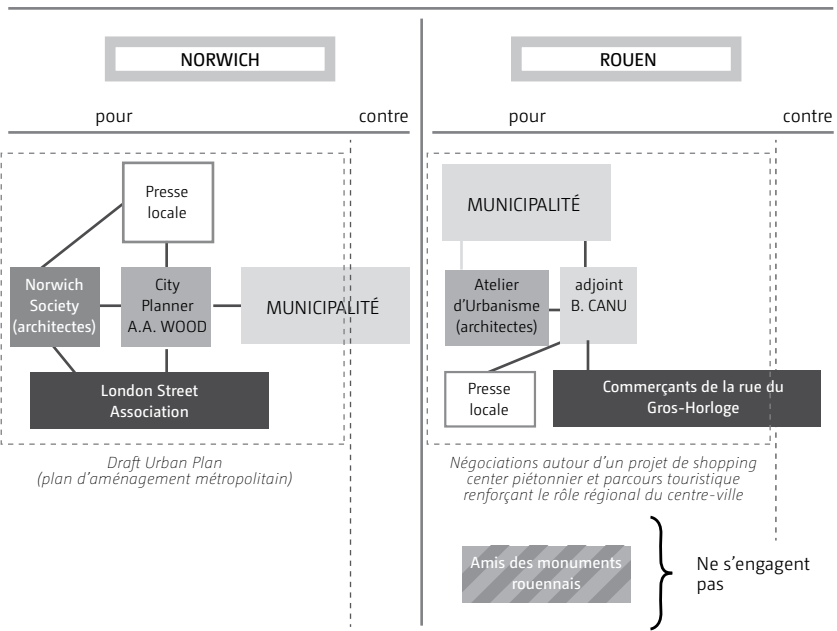 NORWICH
pour
contre
Presse
locale
Norwich
Society
(architectes)
City
Planner
A.A. WOOD
MUNICIPALITÉ
London Street
Association
Draft Urban Plan
(plan d’aménagement métropolitain)
ROUEN
pour
contre
MUNICIPALITÉ
Atelier
d’Urbanisme
(architectes)
adjoint
B. CANU
Presse
locale
Commerçants de la rue du
Gros-Horloge
Négociations autour d’un projet de shopping
center piétonnier et parcours touristique
renforçant le rôle régional du centre-ville
Amis des monuments
rouennais
Ne s’engagent
pas